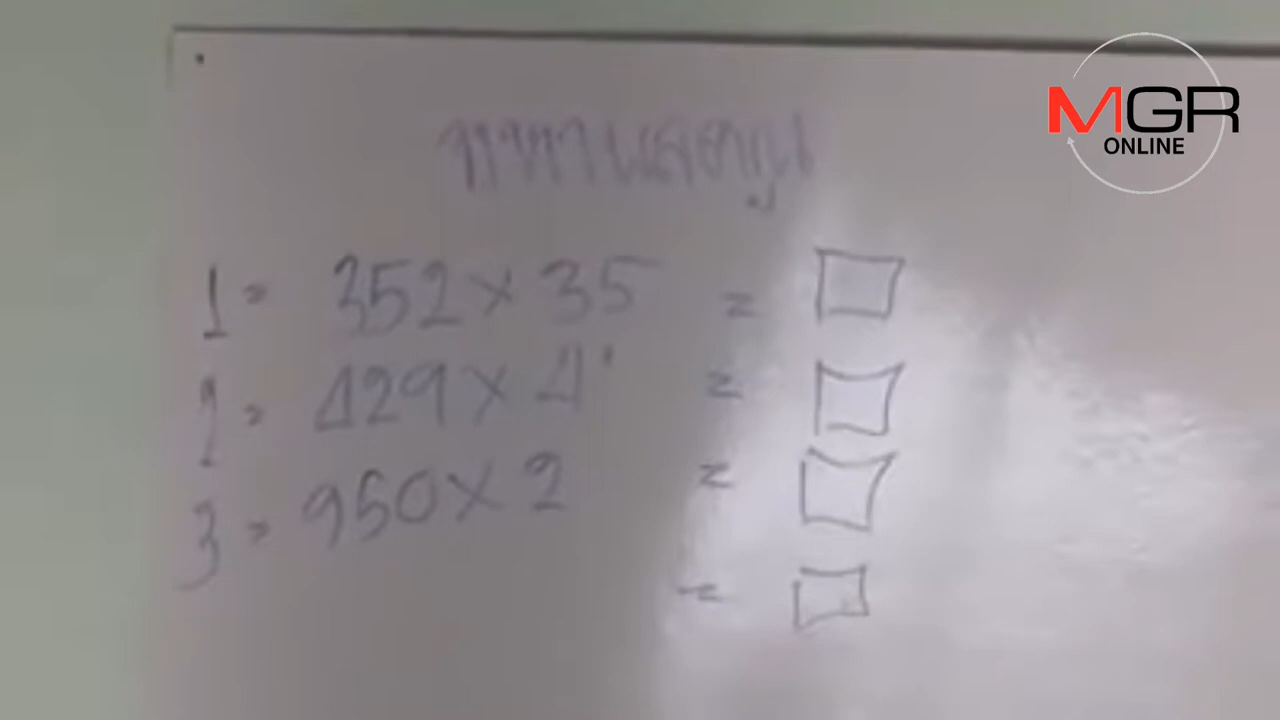 MGR
ONLINE
1 = 352 × 35 = □
2 = 429 × 4 = □
3 = 950 × 2 = □
= □